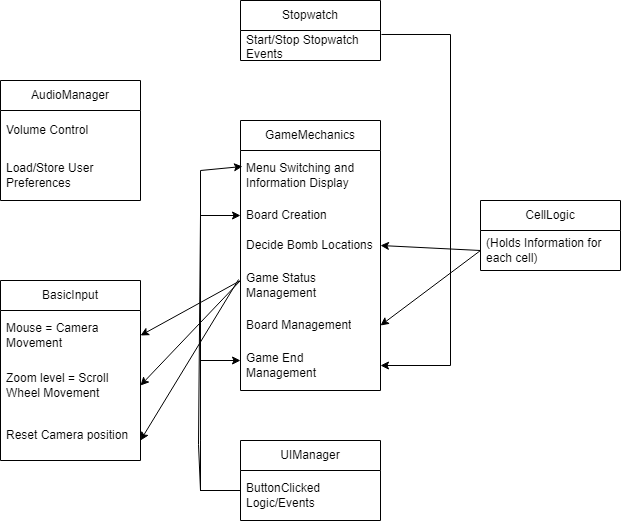 Stopwatch
Start/Stop Stopwatch
Events
AudioManager
Volume Control
Load/Store User
Preferences
GameMechanics
Menu Switching and
Information Display
Board Creation
Decide Bomb Locations
Game Status
Management
Board Management
Game End
Management
CellLogic
(Holds Information for
each cell)
BasicInput
Mouse = Camera
Movement
Zoom level = Scroll
Wheel Movement
Reset Camera position
UIManager
ButtonClicked
Logic/Events